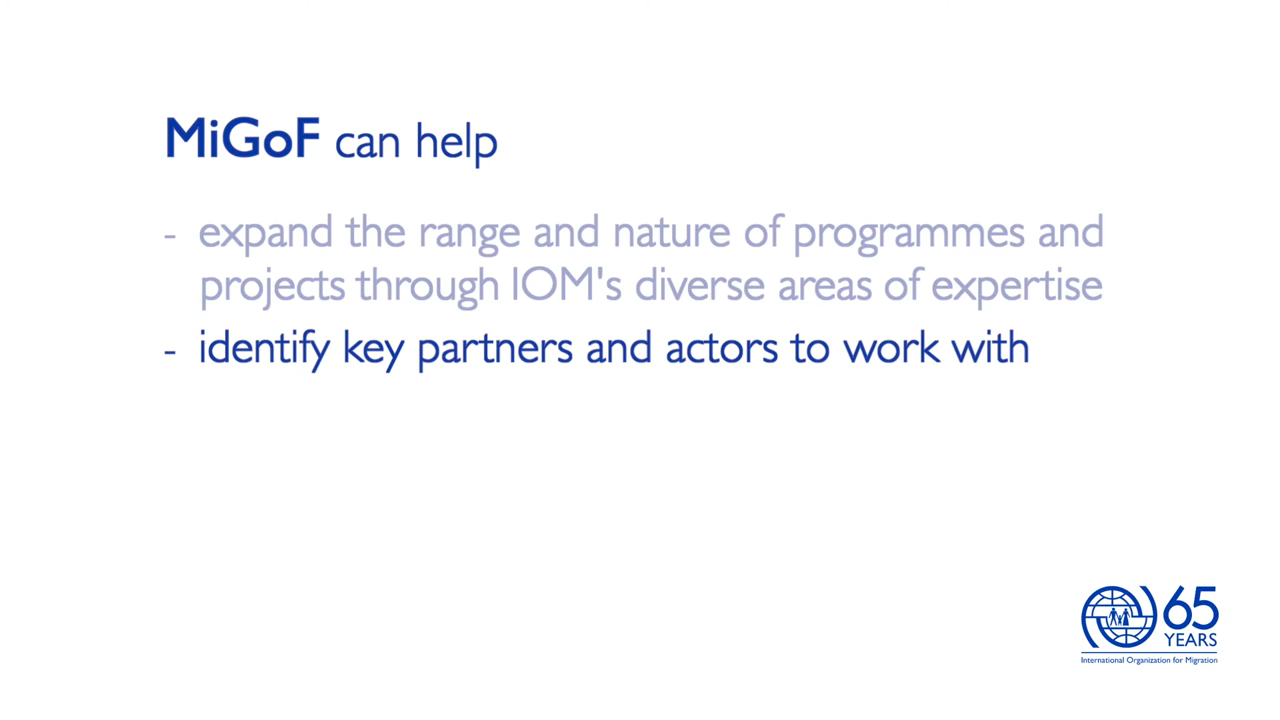 MiGoF can help
- expand the range and nature of programmes and
projects through IOM's diverse areas of expertise
- identify key partners and actors to work with
65
YEARS
International Organization for Migration